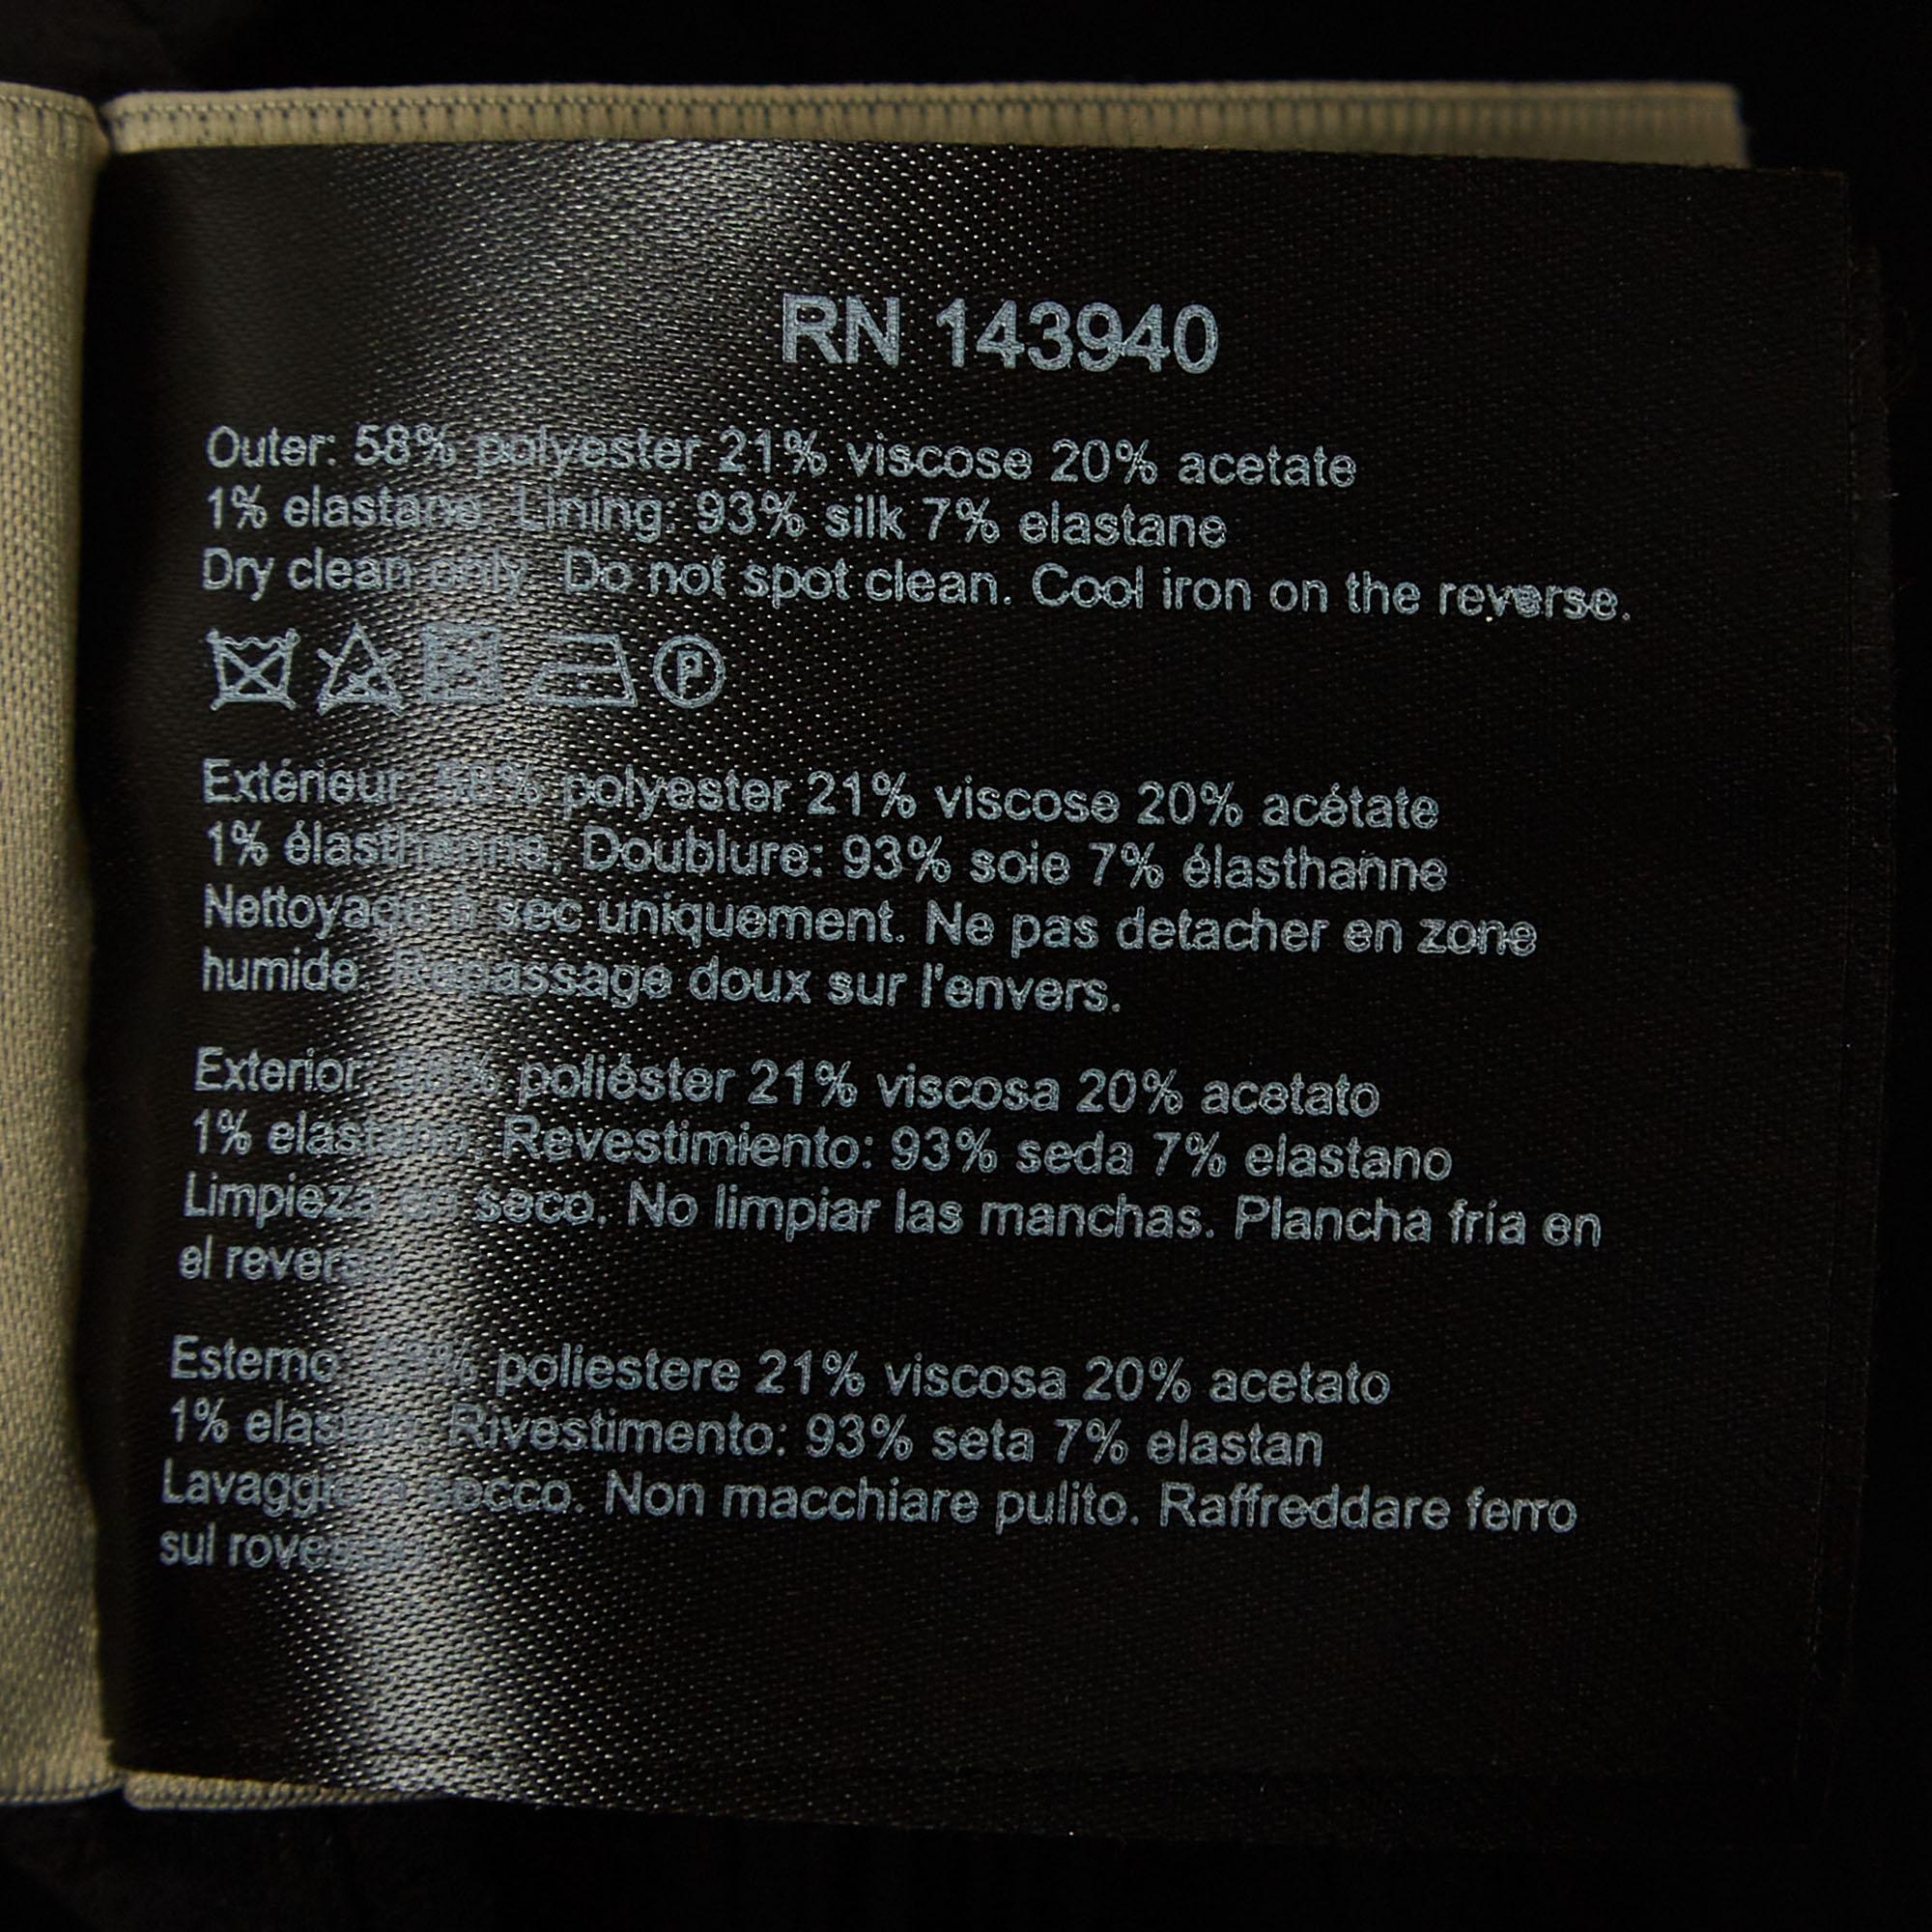 RN 143940
Outer: 58% polyester 21% viscose 20% acetate
1% elastane. Lining: 93% silk 7% elastane
Dry clean only. Do not spot clean. Cool iron on the reverse.
P
Extérieur: 58% polyester 21% viscose 20% acétate
1% élasthanne. Doublure: 93% soie 7% élasthanne
Nettoyage à sec uniquement. Ne pas detacher en zone
humide. Repassage doux sur l'envers.
Exterior: 58% poliéster 21% viscosa 20% acetato
1% elastano. Revestimiento: 93% seda 7% elastano
Limpieza en seco. No limpiar las manchas. Plancha fría en
el reverso.
Esterno: 58% poliestere 21% viscosa 20% acetato
1% elastan. Rivestimento: 93% seta 7% elastan
Lavaggio a secco. Non macchiare pulito. Raffreddare ferro
sul